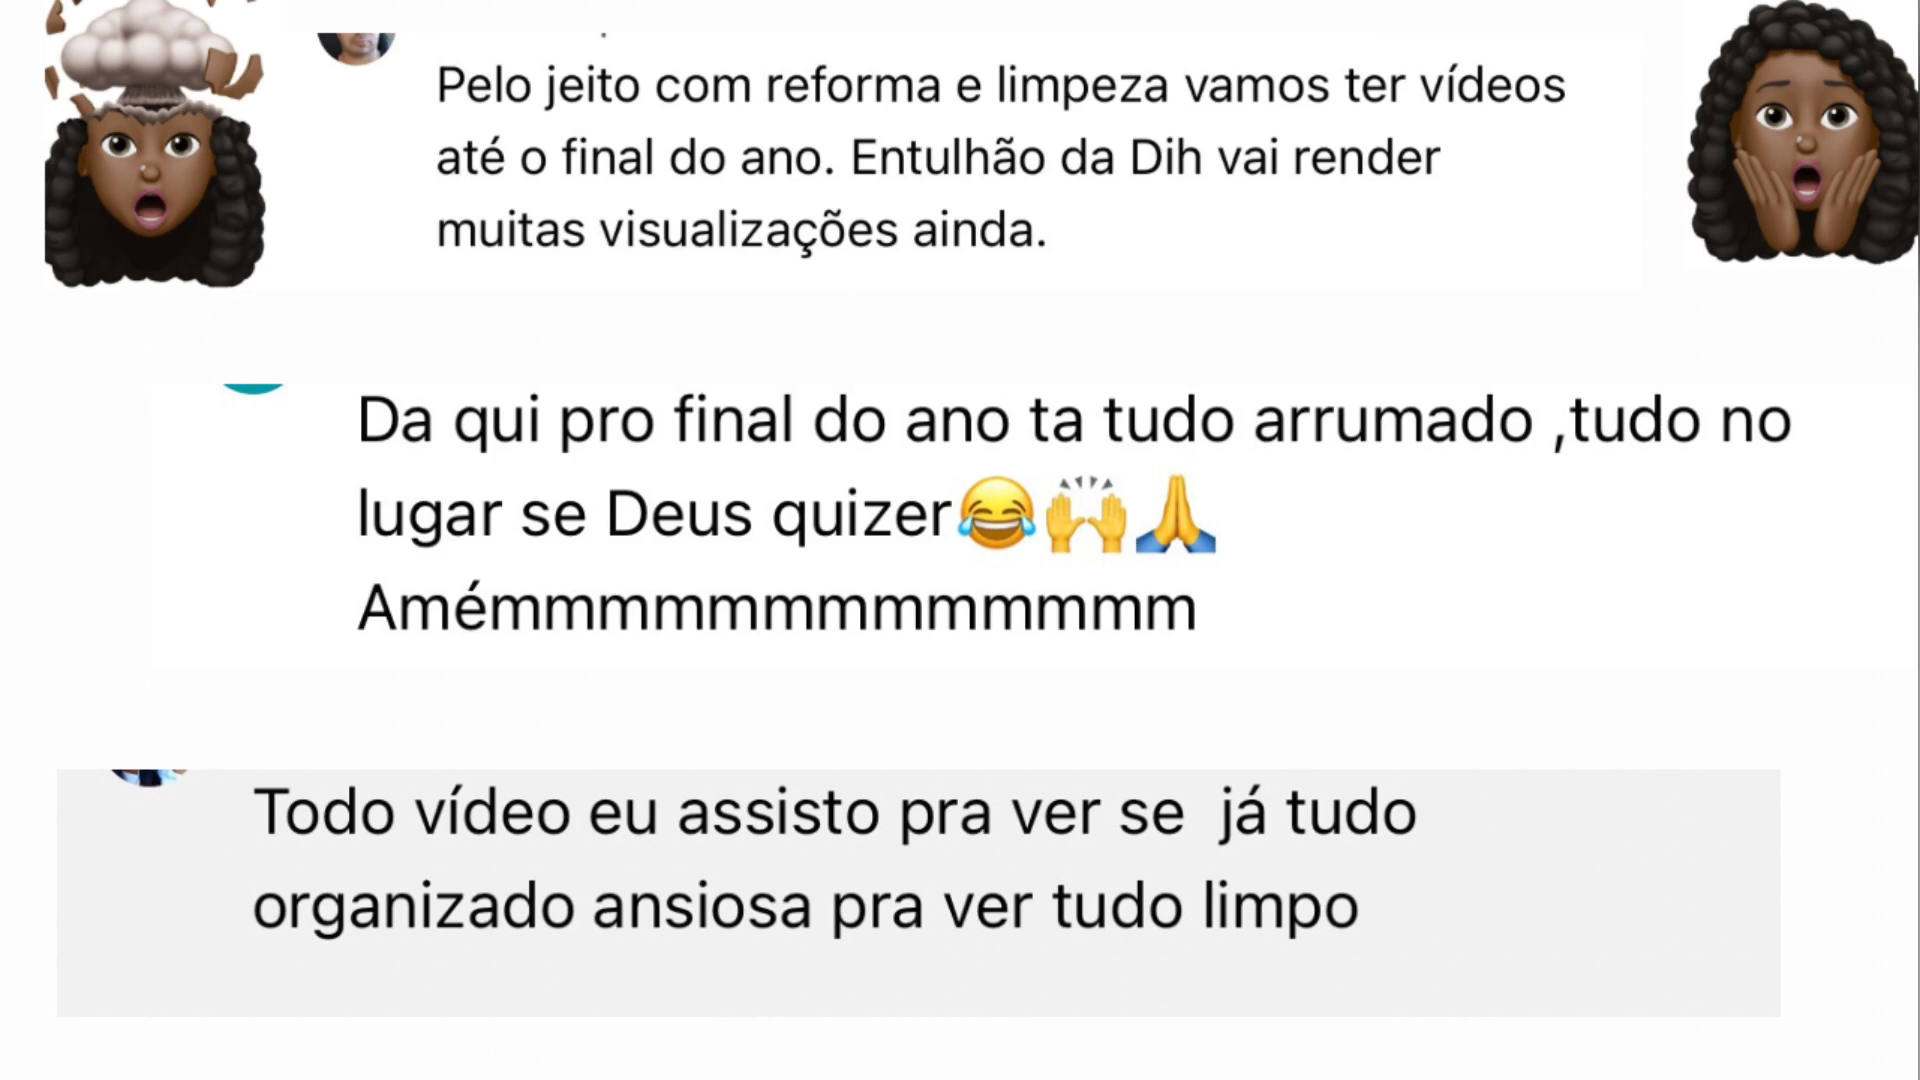 Pelo jeito com reforma e limpeza vamos ter vídeos
até o final do ano. Entulhão da Dih vai render
muitas visualizações ainda.
Da qui pro final do ano ta tudo arrumado ,tudo no
lugar se Deus quizer😂🙌🙏
Amémmmmmmmmmmmmmm
Todo vídeo eu assisto pra ver se  já tudo
organizado ansiosa pra ver tudo limpo